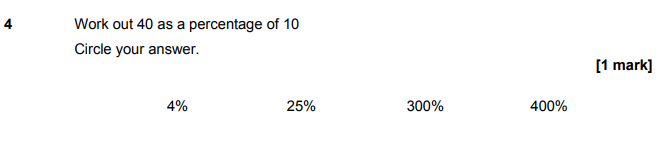 4 Work out 40 as a percentage of 10
Circle your answer.
[1 mark]
4% 25% 300% 400%